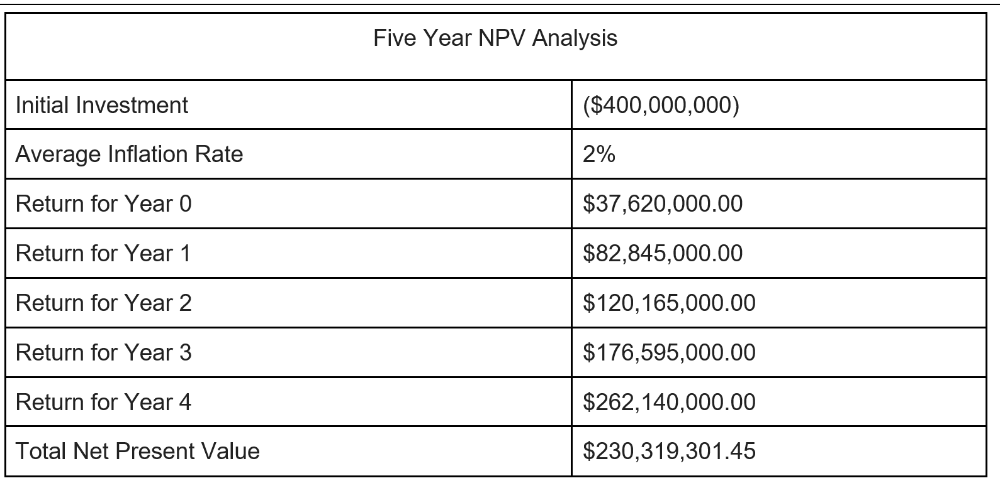 Five Year NPV Analysis
Initial Investment ($400,000,000)
Average Inflation Rate 2%
Return for Year 0 $37,620,000.00
Return for Year 1 $82,845,000.00
Return for Year 2 $120,165,000.00
Return for Year 3 $176,595,000.00
Return for Year 4 $262,140,000.00
Total Net Present Value $230,319,301.45